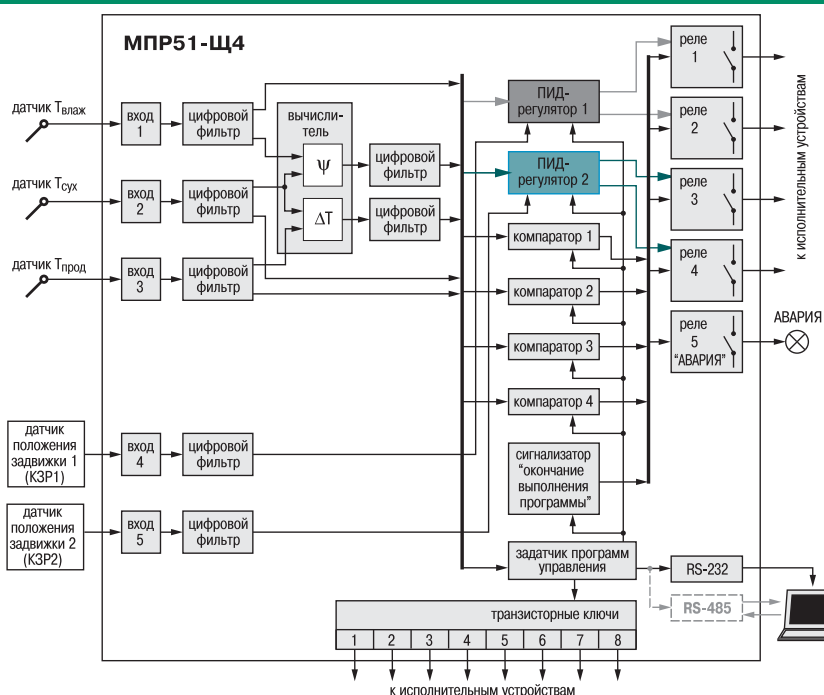 МПР51-Щ4
датчик Tвлаж
вход
1
цифровой
фильтр
датчик Tсух
вход
2
цифровой
фильтр
датчик Tпрод
вход
3
цифровой
фильтр
вычисли-
тель
ψ
ΔT
цифровой
фильтр
цифровой
фильтр
датчик
положения
задвижки 1
(КЗР1)
вход
4
цифровой
фильтр
датчик
положения
задвижки 2
(КЗР2)
вход
5
цифровой
фильтр
ПИД-
регулятор 1
ПИД-
регулятор 2
компаратор 1
компаратор 2
компаратор 3
компаратор 4
сигнализатор
“окончание
выполнения
программы”
задатчик программ
управления
реле
1
реле
2
реле
3
реле
4
реле
5
“АВАРИЯ”
к исполнительным устройствам
АВАРИЯ
RS-232
RS-485
транзисторные ключи
1 2 3 4 5 6 7 8
к исполнительным устройствам